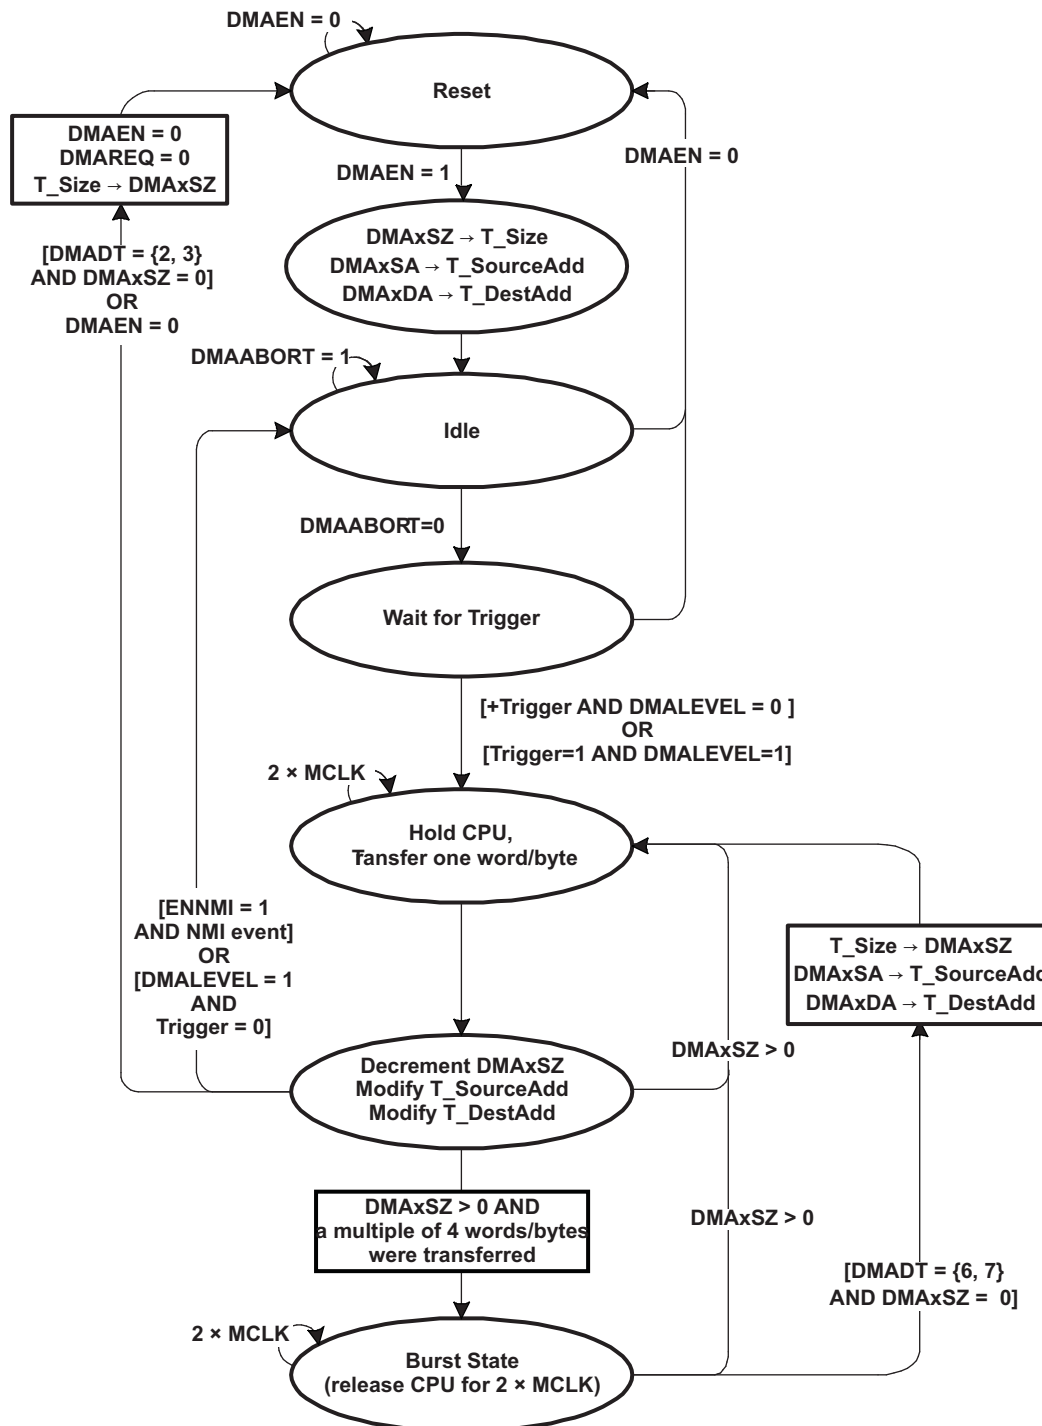 DMAEN = 0
Reset
DMAEN = 0
DMAREQ = 0
T_Size → DMAxSZ
DMAEN = 0
DMAEN = 1
[DMADT = {2, 3}
AND DMAxSZ = 0]
OR
DMAEN = 0
DMAxSZ → T_Size
DMAxSA → T_SourceAdd
DMAxDA → T_DestAdd
DMAABORT = 1
Idle
DMAABORT=0
Wait for Trigger
[+Trigger AND DMALEVEL = 0 ]
OR
[Trigger=1 AND DMALEVEL=1]
2 × MCLK
Hold CPU,
Tansfer one word/byte
[ENNMI = 1
AND NMI event]
OR
[DMALEVEL = 1
AND
Trigger = 0]
T_Size → DMAxSZ
DMAxSA → T_SourceAdd
DMAxDA → T_DestAdd
DMAxSZ > 0
Decrement DMAxSZ
Modify T_SourceAdd
Modify T_DestAdd
DMAxSZ > 0 AND
a multiple of 4 words/bytes
were transferred
DMAxSZ > 0
[DMADT = {6, 7}
AND DMAxSZ = 0]
2 × MCLK
Burst State
(release CPU for 2 × MCLK)